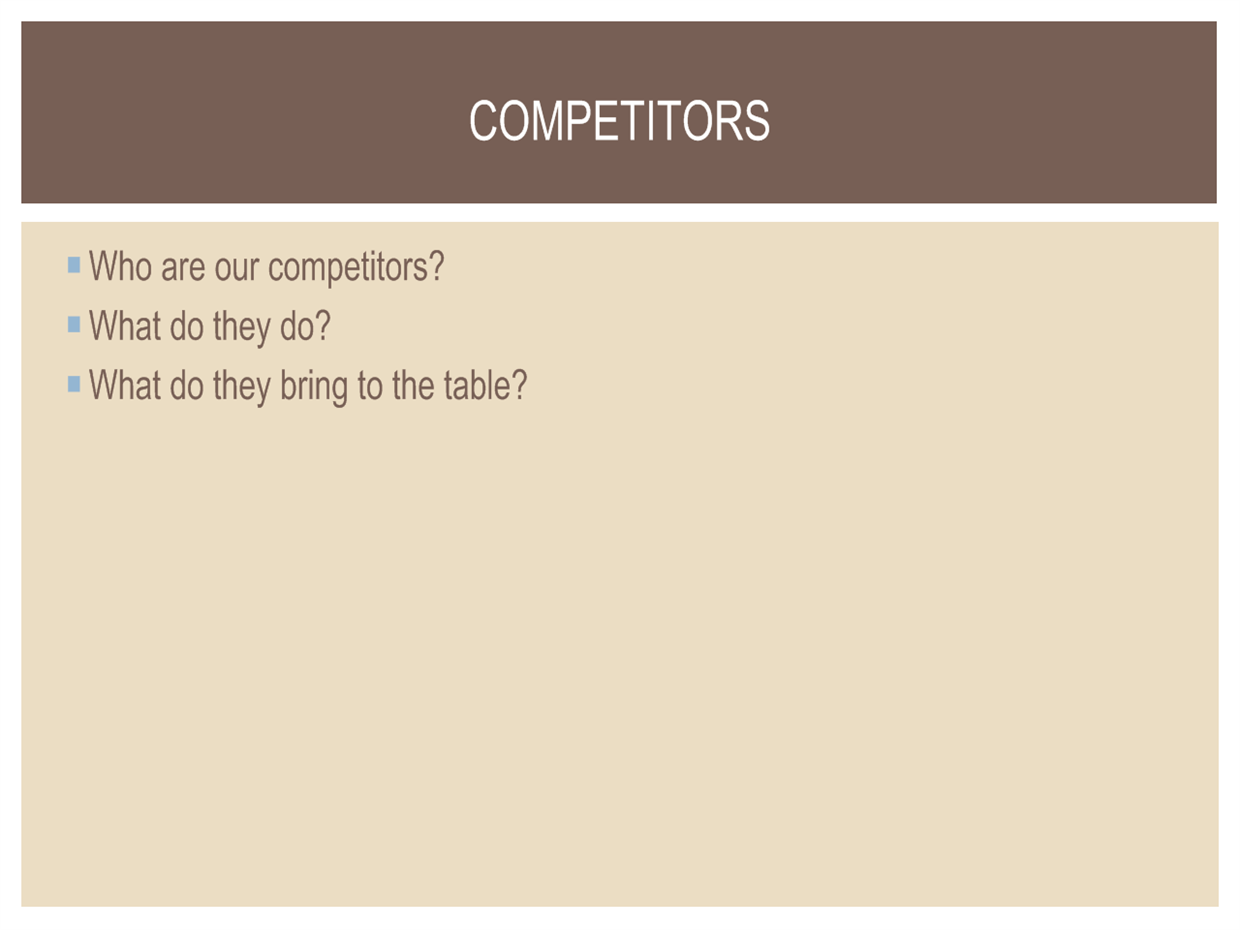 COMPETITORS
Who are our competitors?
What do they do?
What do they bring to the table?